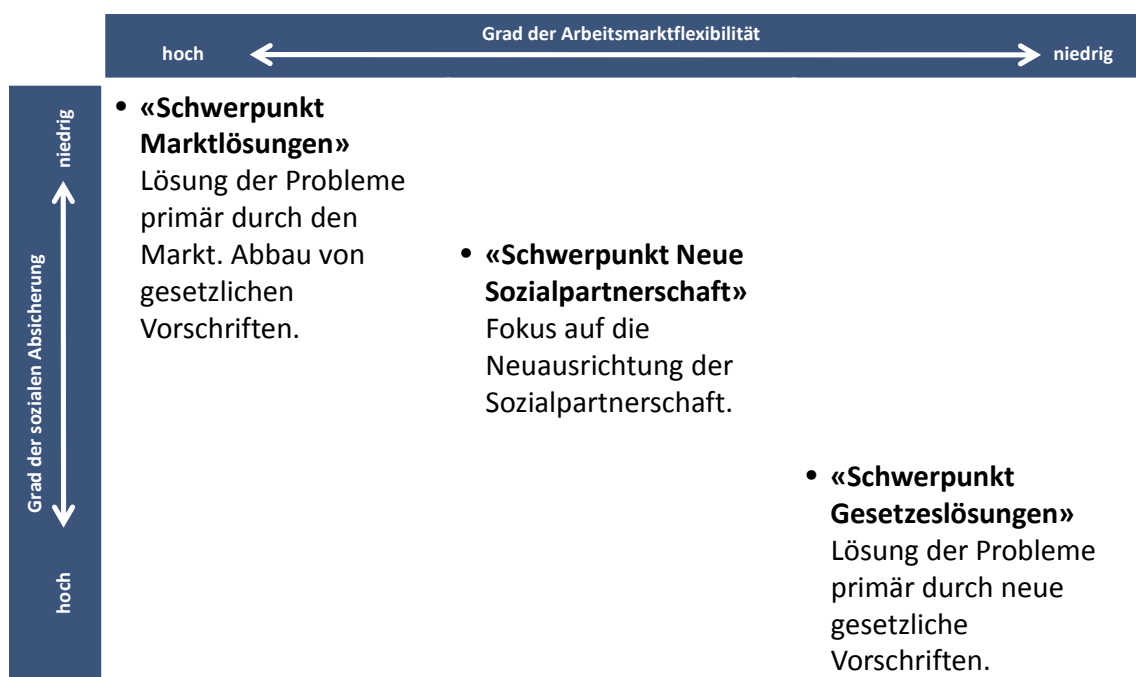 Grad der Arbeitsmarktflexibilität
hoch
niedrig
niedrig
Grad der sozialen Absicherung
hoch
• «Schwerpunkt
Marktlösungen»
Lösung der Probleme
primär durch den
Markt. Abbau von
gesetzlichen
Vorschriften.
• «Schwerpunkt Neue
Sozialpartnerschaft»
Fokus auf die
Neuausrichtung der
Sozialpartnerschaft.
• «Schwerpunkt
Gesetzeslösungen»
Lösung der Probleme
primär durch neue
gesetzliche
Vorschriften.